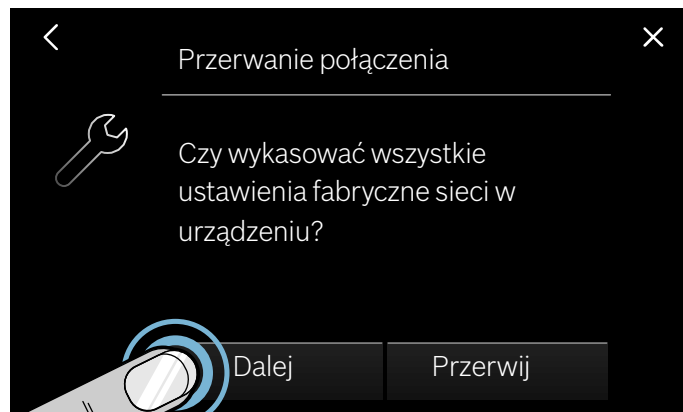 Przerwanie połączenia
Czy wykasować wszystkie
ustawienia fabryczne sieci w
urządzeniu?
Dalej
Przerwij